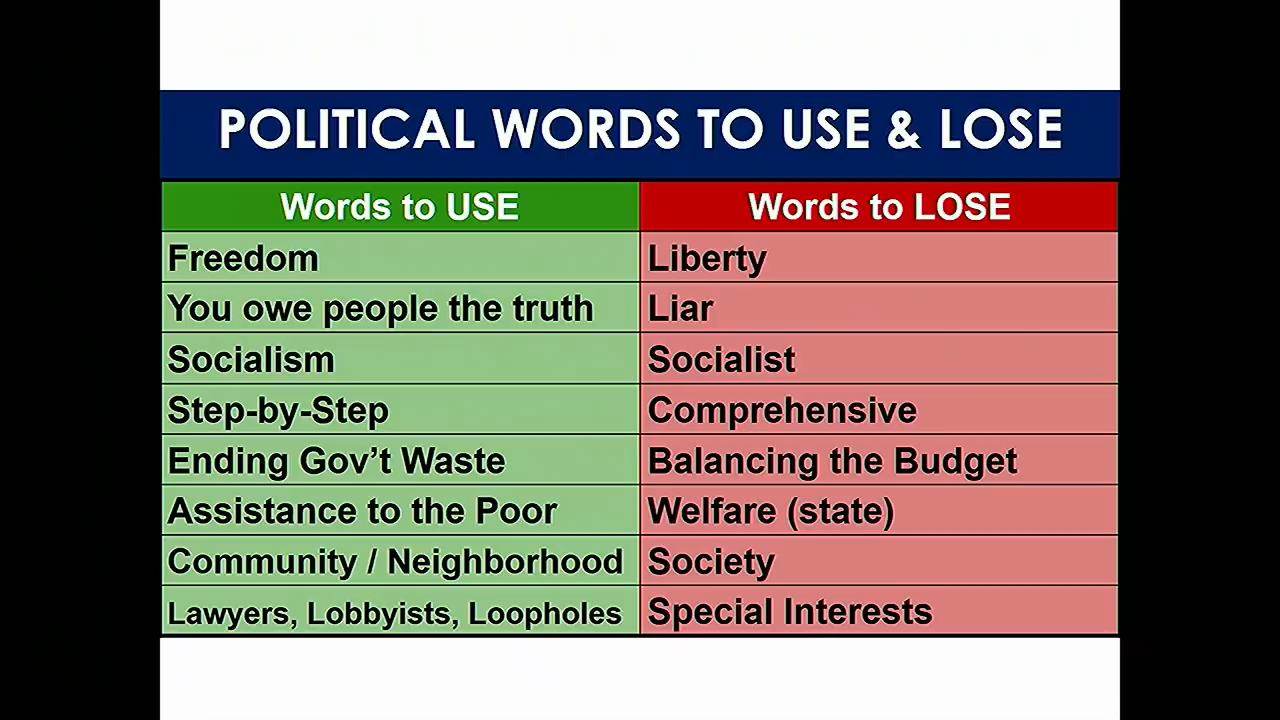 POLITICAL WORDS TO USE & LOSE
Words to USE Words to LOSE
Freedom Liberty
You owe people the truth Liar
Socialism Socialist
Step-by-Step Comprehensive
Ending Gov’t Waste Balancing the Budget
Assistance to the Poor Welfare (state)
Community / Neighborhood Society
Lawyers, Lobbyists, Loopholes Special Interests